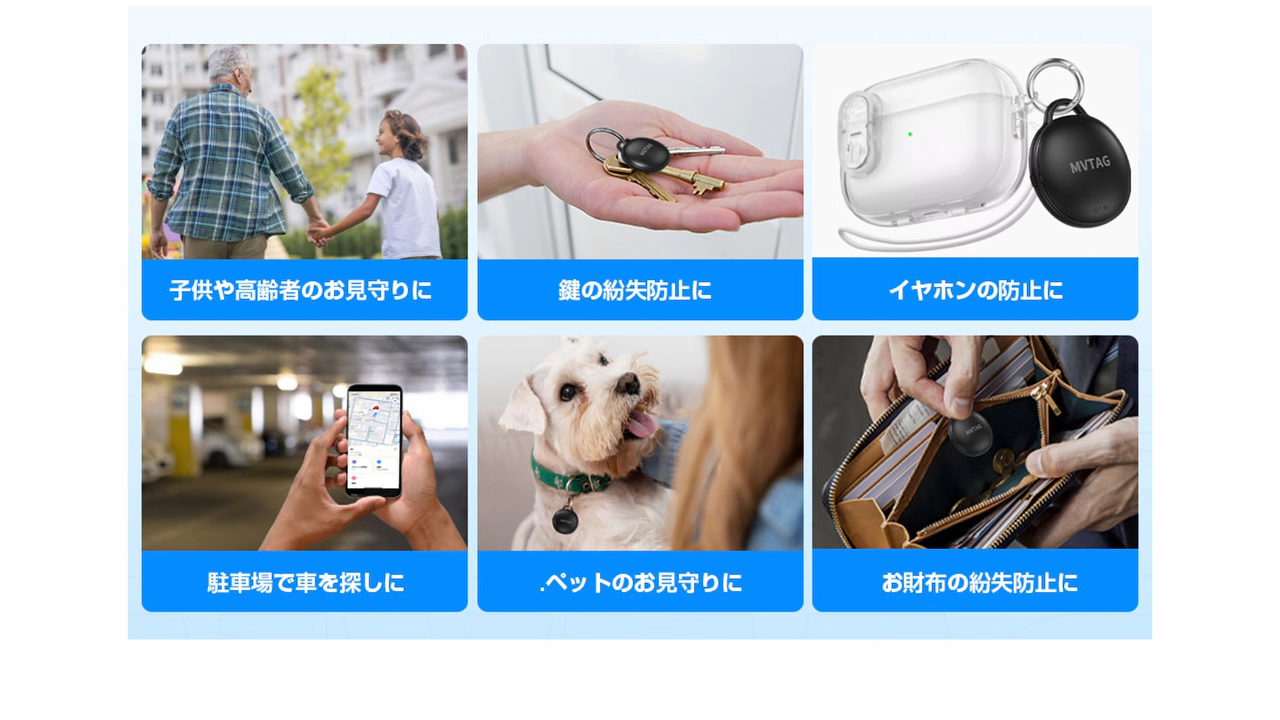 MVTAG
MVTAG
子供や高齢者のお見守りに
鍵の紛失防止に
イヤホンの防止に
MVTAG
駐車場で車を探しに
.ペットのお見守りに
お財布の紛失防止に